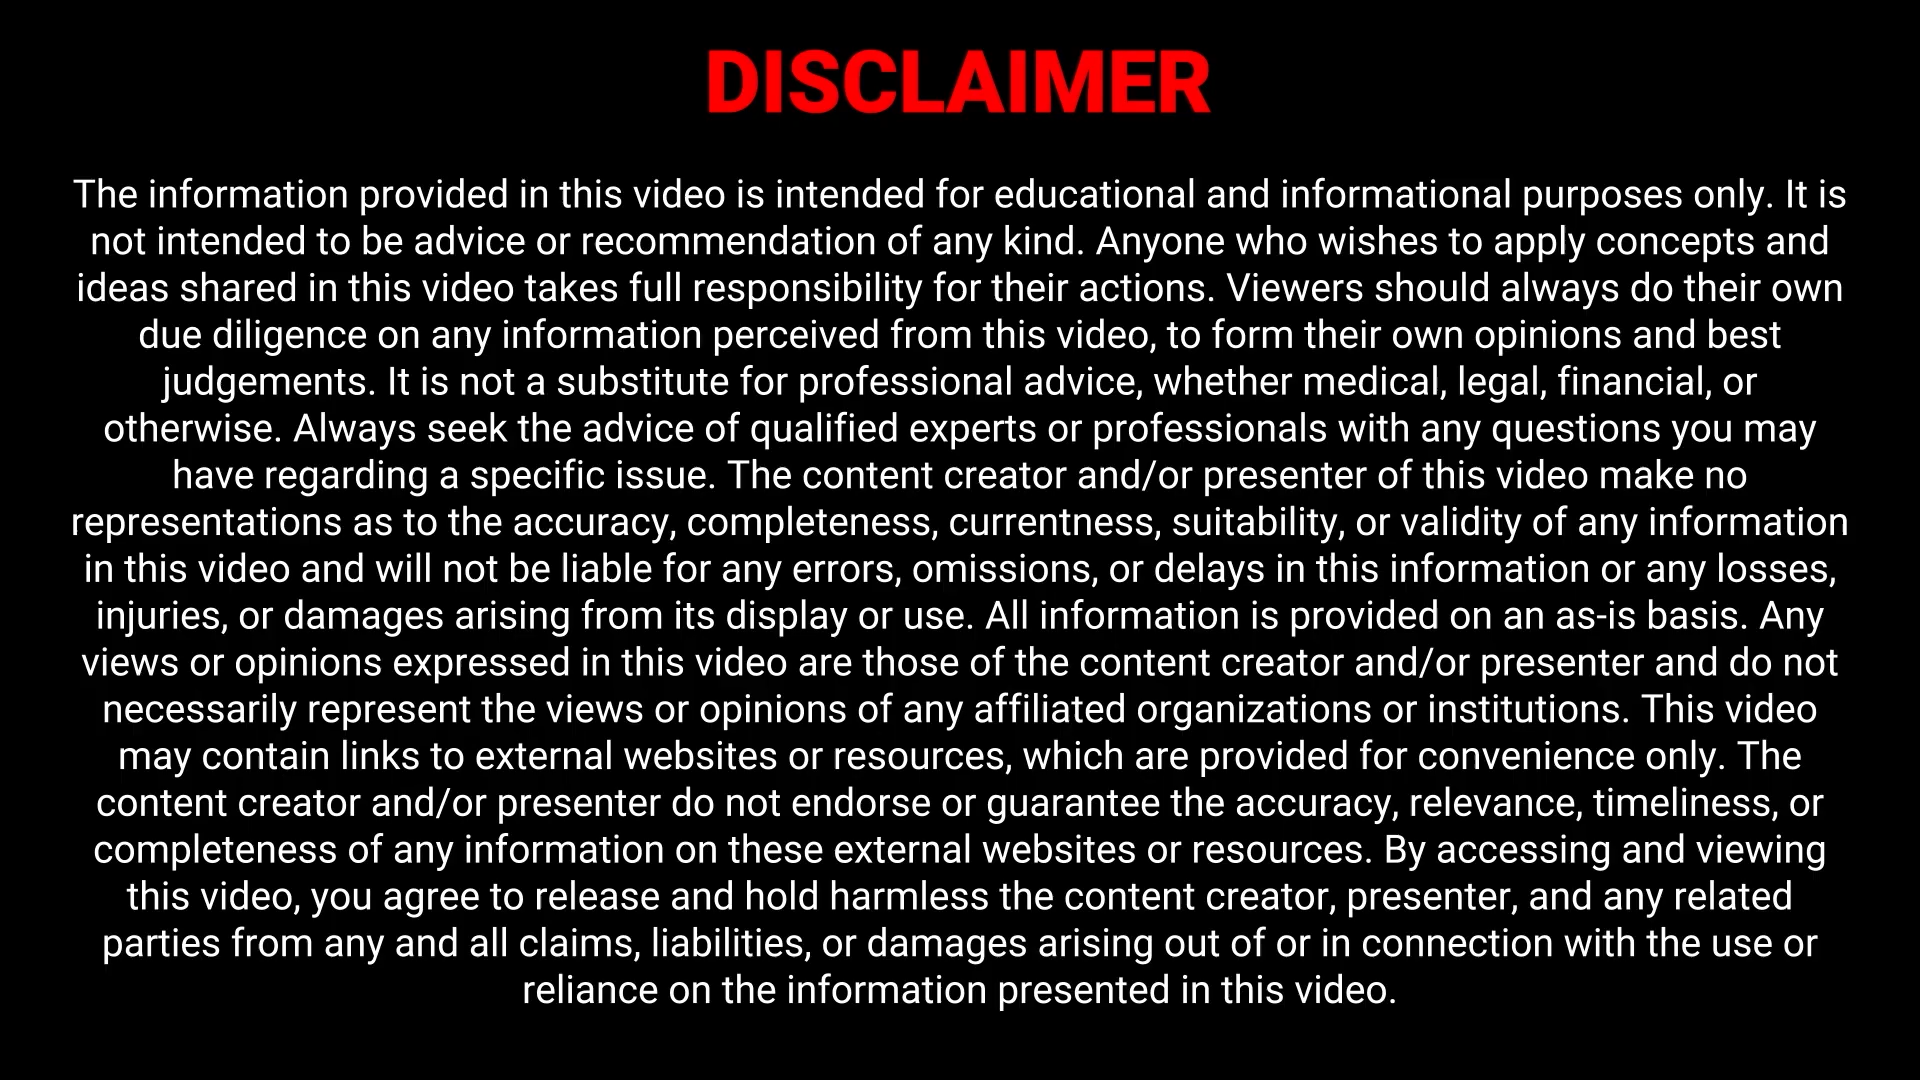 DISCLAIMER
The information provided in this video is intended for educational and informational purposes only. It is
not intended to be advice or recommendation of any kind. Anyone who wishes to apply concepts and
ideas shared in this video takes full responsibility for their actions. Viewers should always do their own
due diligence on any information perceived from this video, to form their own opinions and best
judgements. It is not a substitute for professional advice, whether medical, legal, financial, or
otherwise. Always seek the advice of qualified experts or professionals with any questions you may
have regarding a specific issue. The content creator and/or presenter of this video make no
representations as to the accuracy, completeness, currentness, suitability, or validity of any information
in this video and will not be liable for any errors, omissions, or delays in this information or any losses,
injuries, or damages arising from its display or use. All information is provided on an as-is basis. Any
views or opinions expressed in this video are those of the content creator and/or presenter and do not
necessarily represent the views or opinions of any affiliated organizations or institutions. This video
may contain links to external websites or resources, which are provided for convenience only. The
content creator and/or presenter do not endorse or guarantee the accuracy, relevance, timeliness, or
completeness of any information on these external websites or resources. By accessing and viewing
this video, you agree to release and hold harmless the content creator, presenter, and any related
parties from any and all claims, liabilities, or damages arising out of or in connection with the use or
reliance on the information presented in this video.